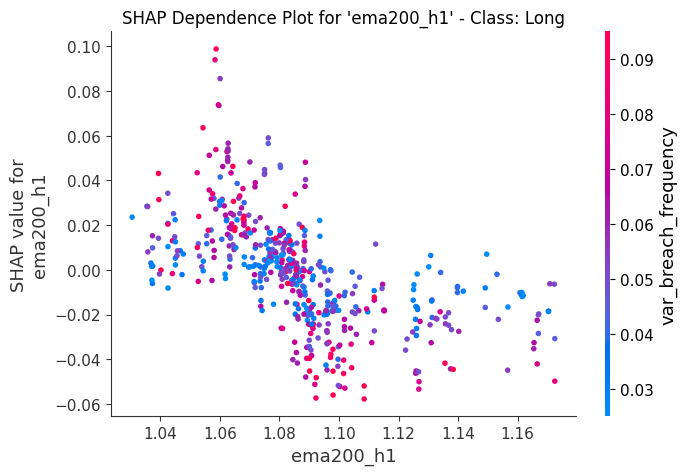 SHAP Dependence Plot for 'ema200_h1' - Class: Long
0.10
0.08
0.06
0.04
0.02
0.00
−0.02
−0.04
−0.06
SHAP value for
ema200_h1
1.04 1.06 1.08 1.10 1.12 1.14 1.16
ema200_h1
0.09
0.08
0.07
0.06
0.05
0.04
0.03
var_breach_frequency